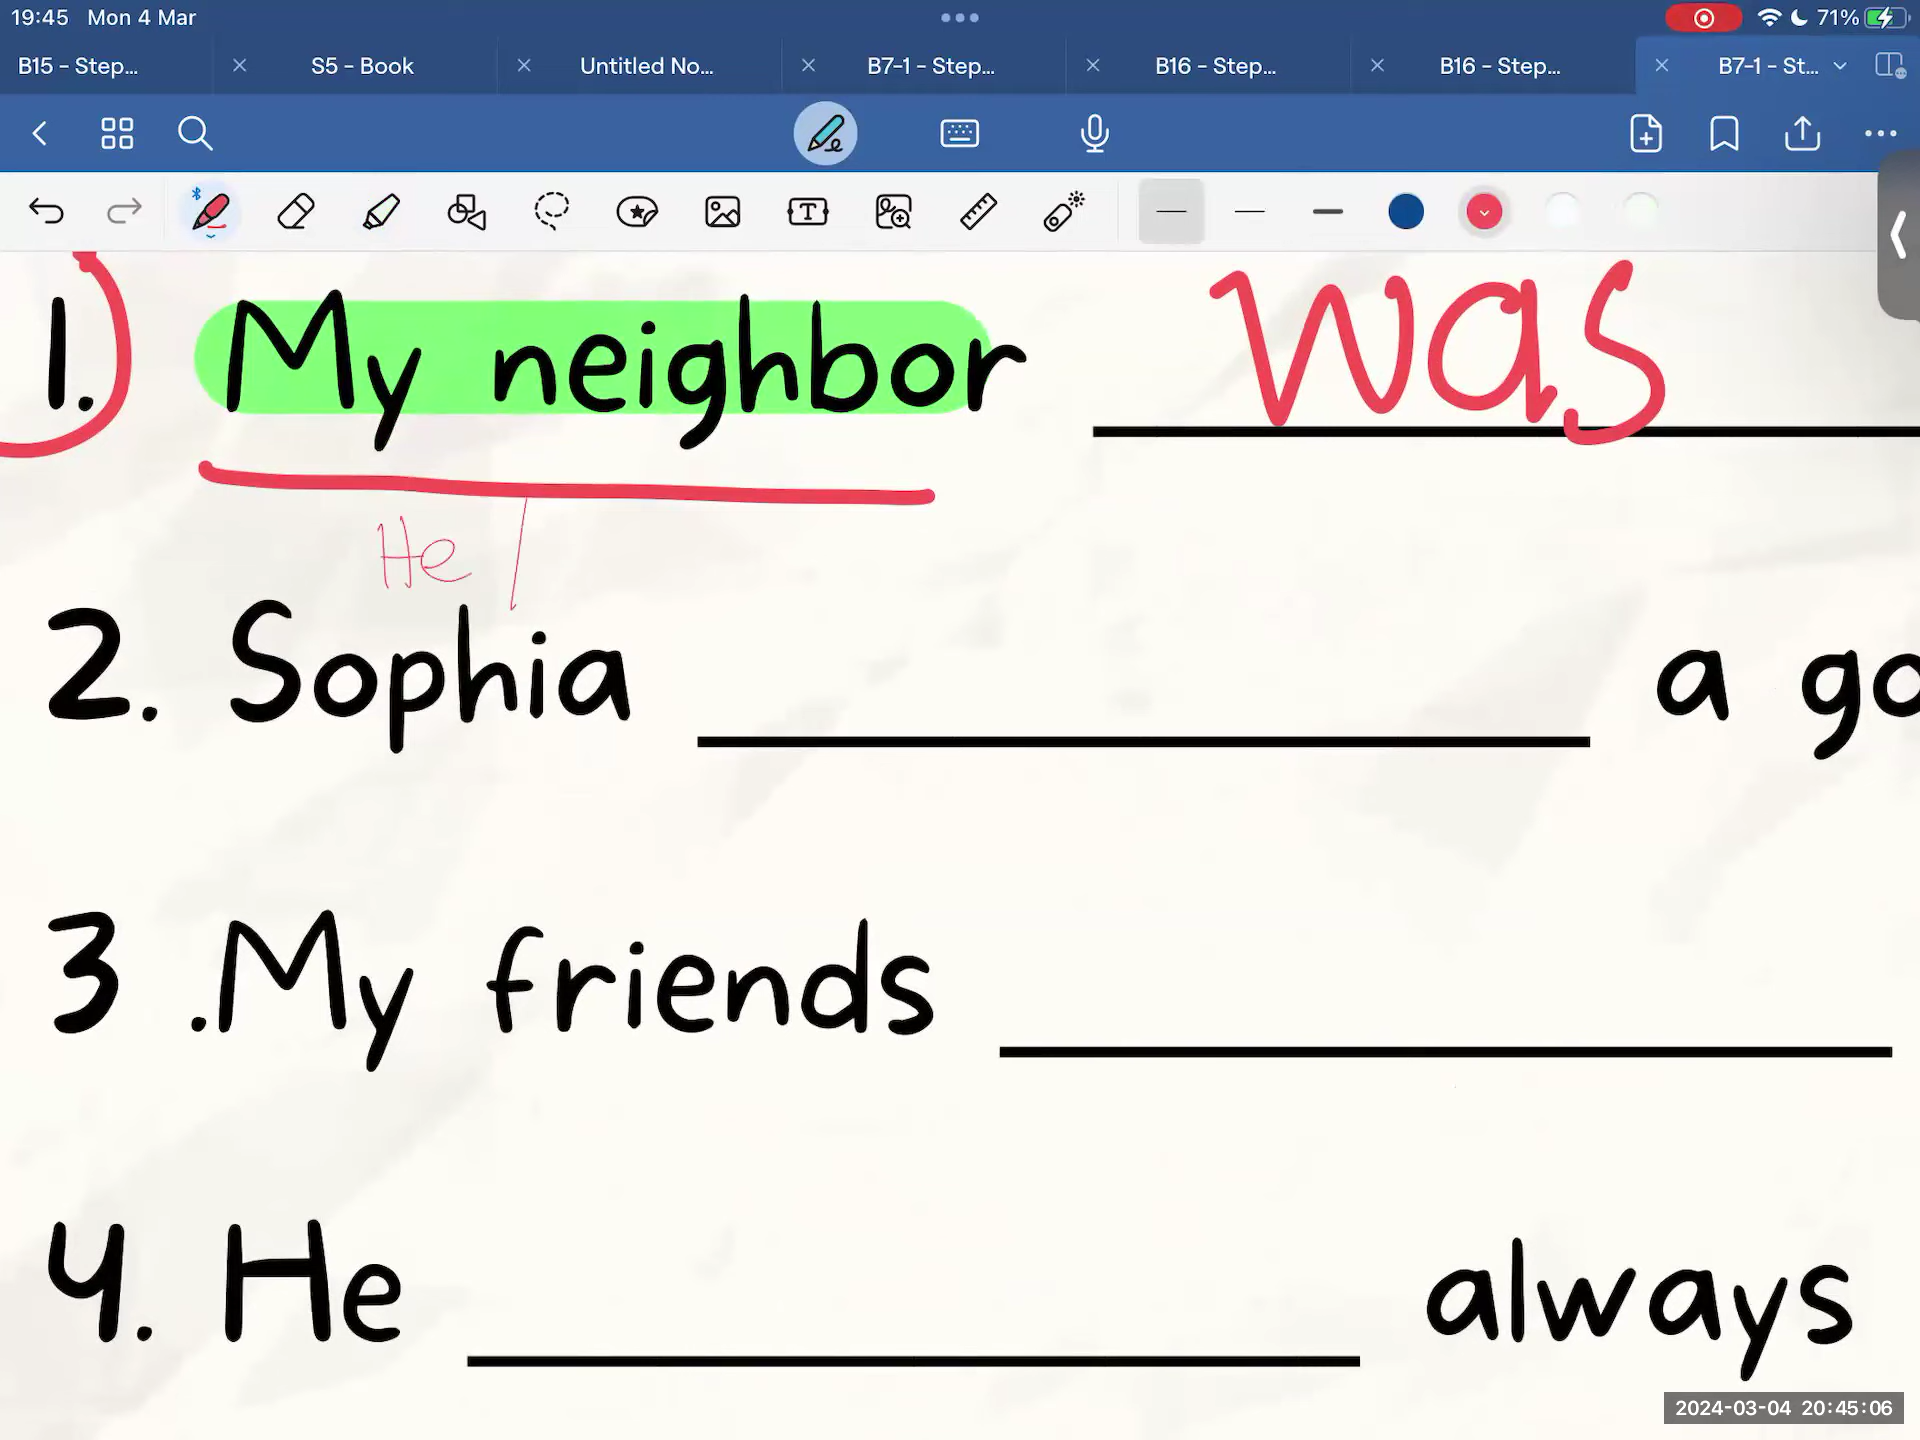 19:45 Mon 4 Mar 71%
B15 - Step... S5 - Book Untitled No... B7-1 - Step... B16 - Step... B16 - Step... B7-1 - St...
1. My neighbor was
He /
2. Sophia a go
3 .My friends
4. He always
2024-03-04 20:45:06